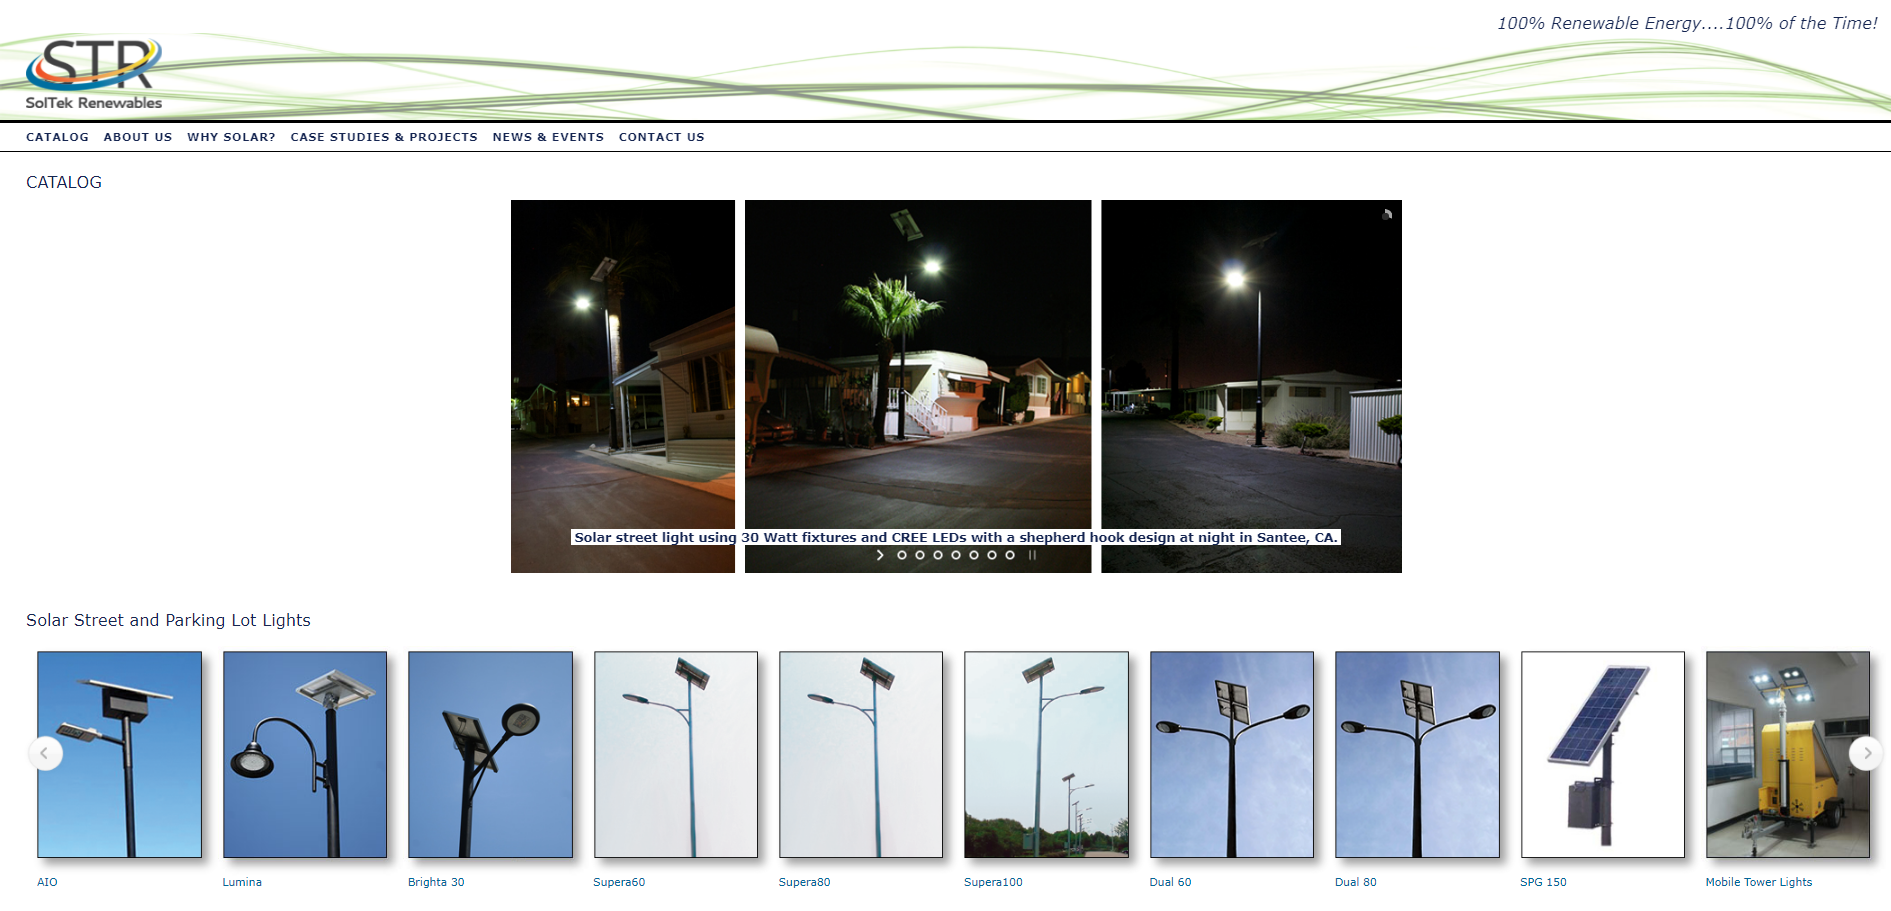 100% Renewable Energy....100% of the Time!
STR
SolTek Renewables
CATALOG ABOUT US WHY SOLAR? CASE STUDIES & PROJECTS NEWS & EVENTS CONTACT US
CATALOG
Solar street light using 30 Watt fixtures and CREE LEDs with a shepherd hook design at night in Santee, CA.
Solar Street and Parking Lot Lights
AIO Lumina Brighta 30 Supera60 Supera80 Supera100 Dual 60 Dual 80 SPG 150 Mobile Tower Lights